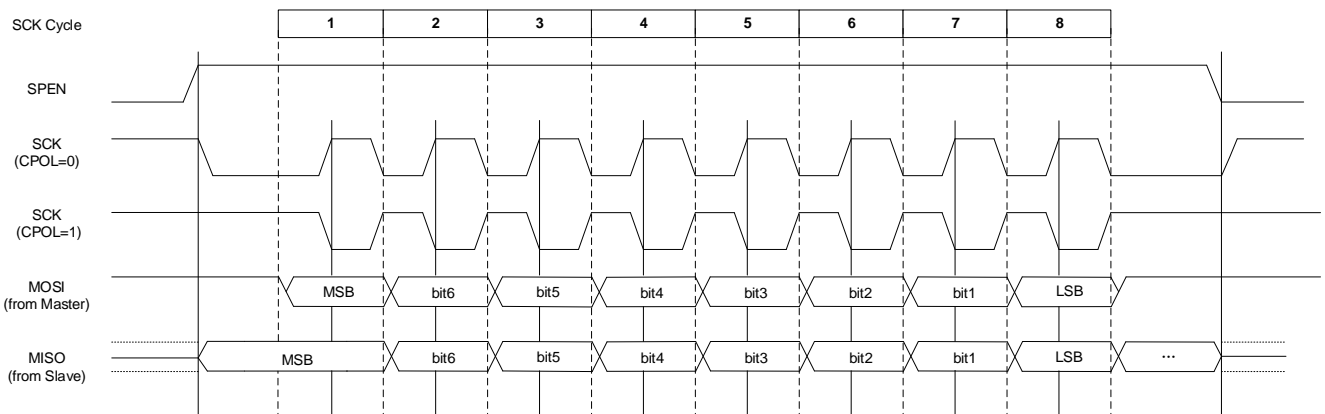 SCK Cycle 1 2 3 4 5 6 7 8
SPEN
SCK
(CPOL=0)
SCK
(CPOL=1)
MOSI
(from Master)
MSB bit6 bit5 bit4 bit3 bit2 bit1 LSB
MISO
(from Slave)
MSB bit6 bit5 bit4 bit3 bit2 bit1 LSB ...